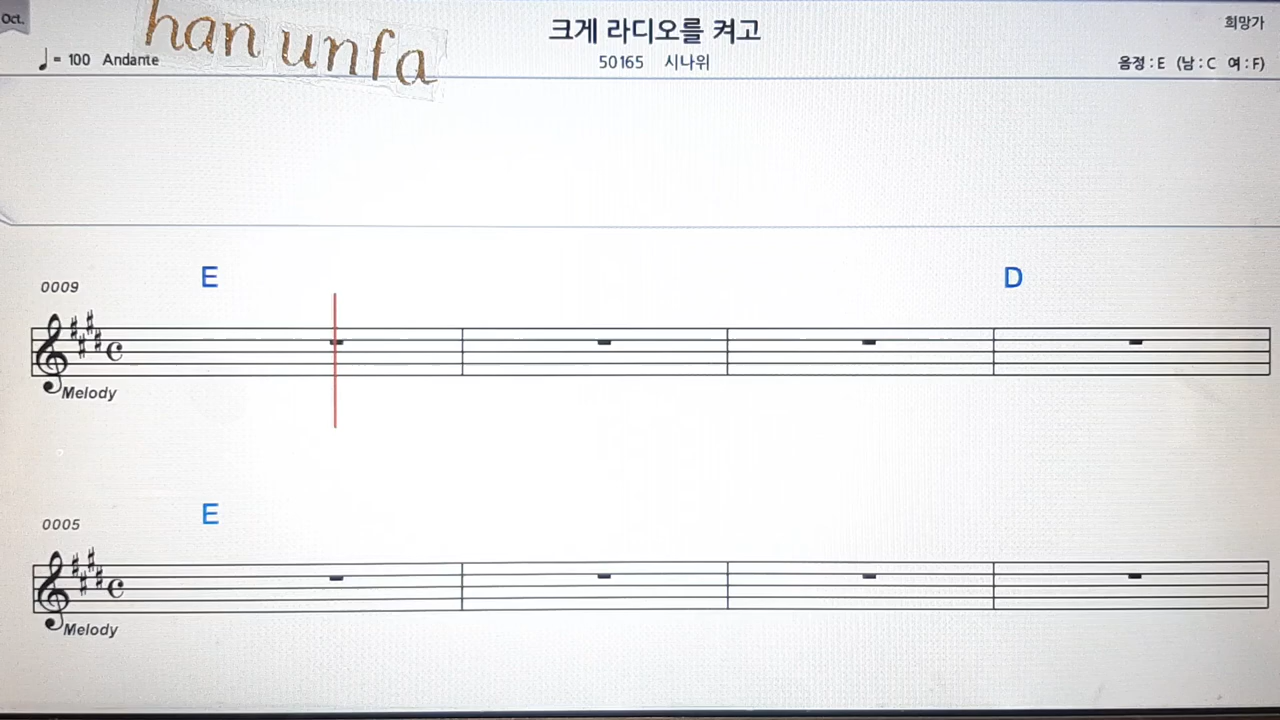 Oct.
han unfa
크게 라디오를 켜고
희망가
♩= 100 Andante
50165 시나위
음정 : E (남 : C 여 : F)
E
D
0009
Melody
E
0005
Melody